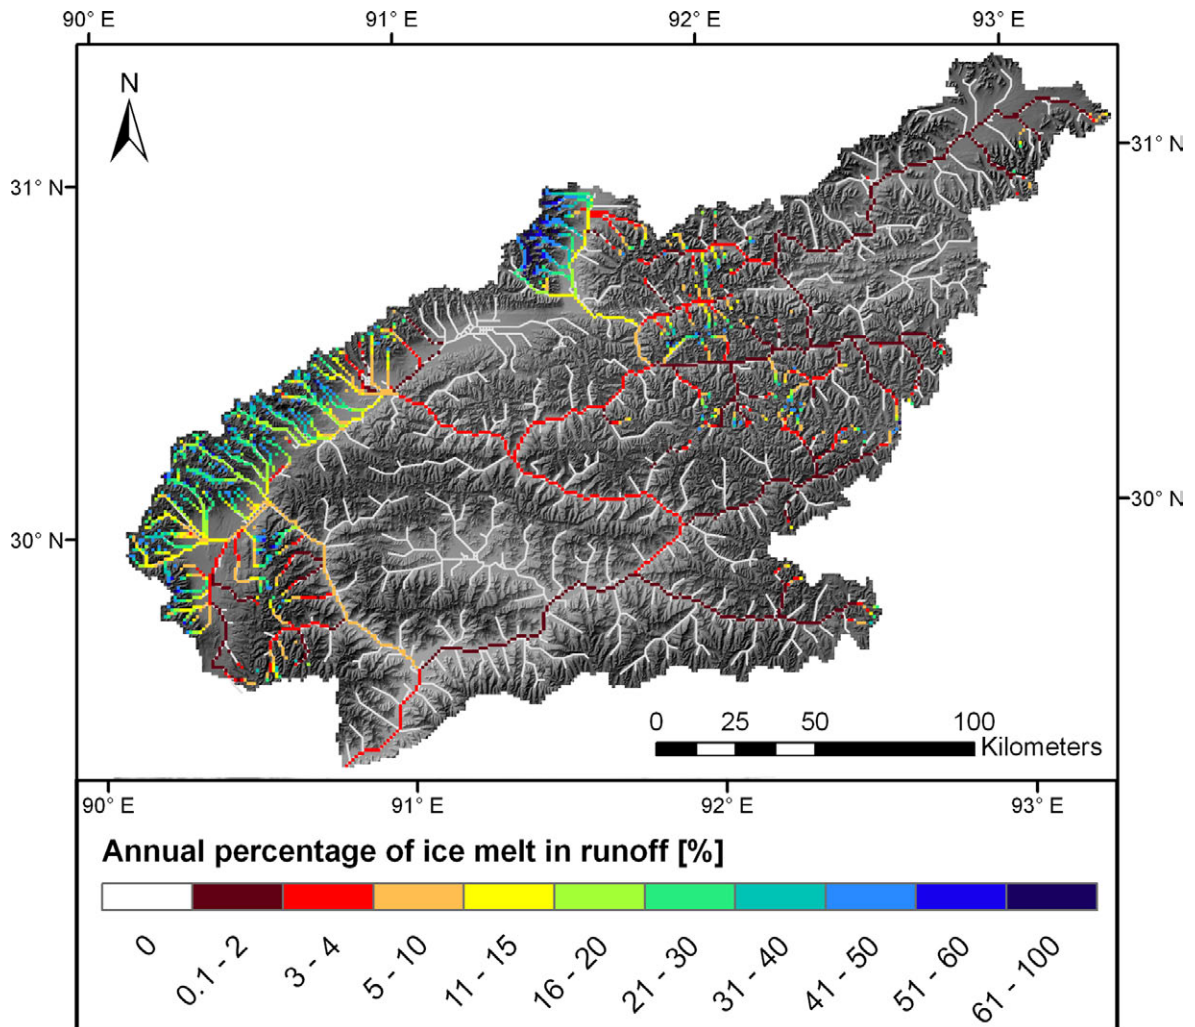 90° E 91° E 92° E 93° E
N
31° N
31° N
30° N
30° N
0 25 50 100
Kilometers
90° E 91° E 92° E 93° E
Annual percentage of ice melt in runoff [%]
0 0.1 - 2 3 - 4 5 - 10 11 - 15 16 - 20 21 - 30 31 - 40 41 - 50 51 - 60 61 - 100